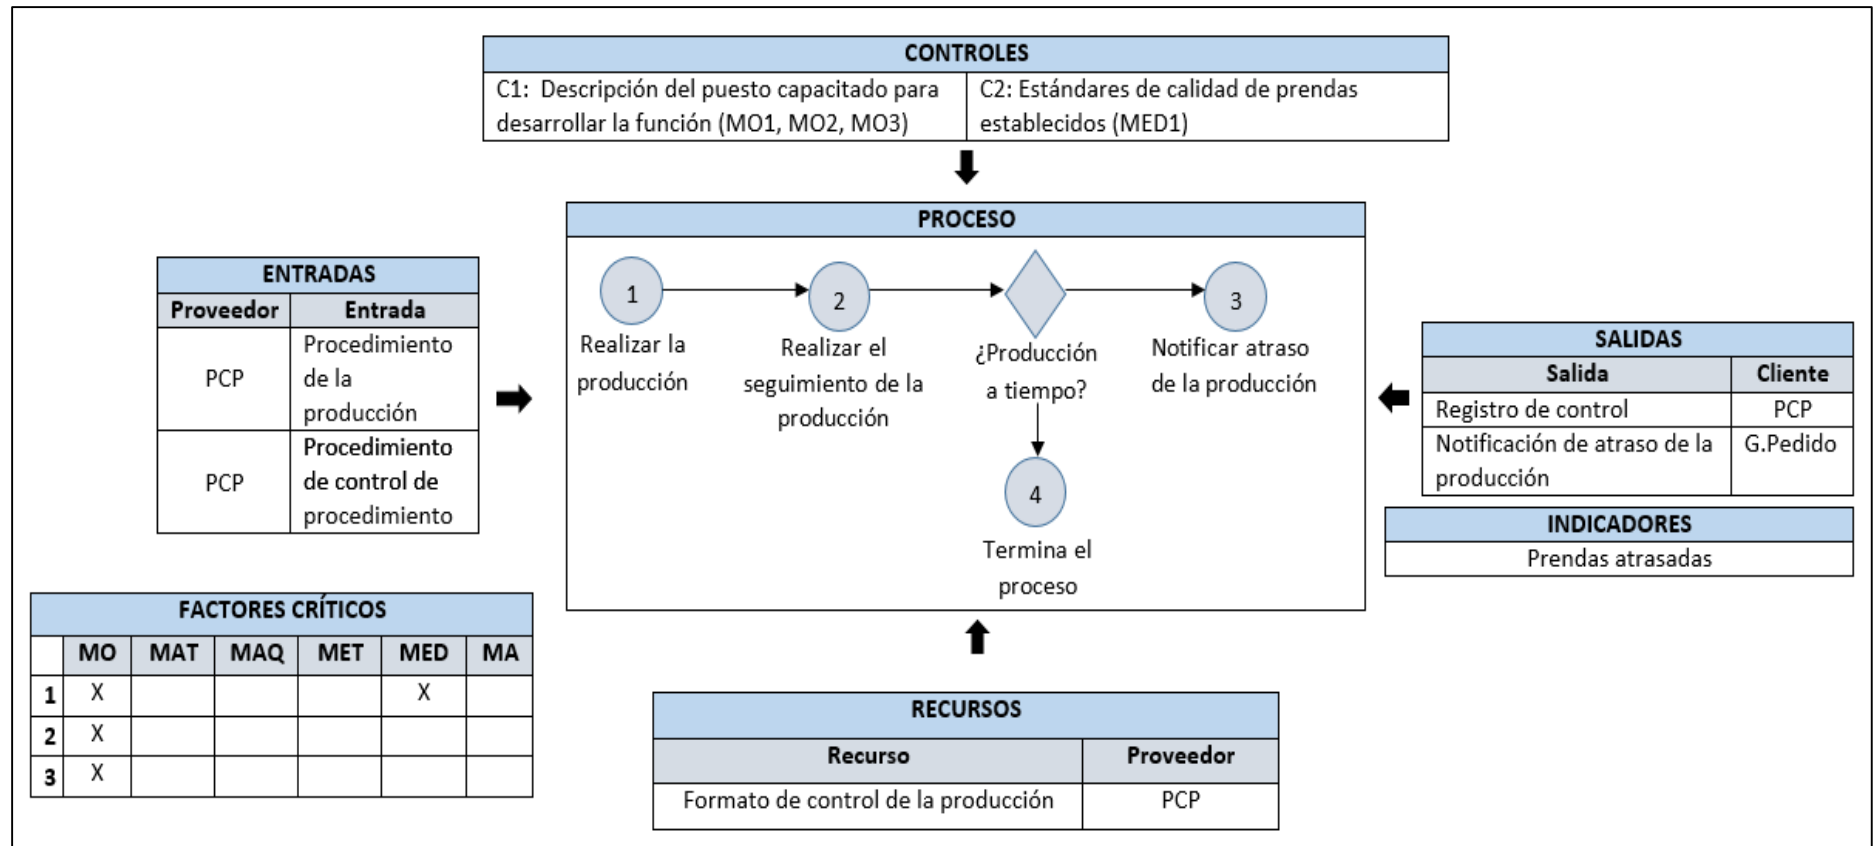 CONTROLES
C1:  Descripción del puesto capacitado para
desarrollar la función (MO1, MO2, MO3)
C2: Estándares de calidad de prendas
establecidos (MED1)
PROCESO
1
2
3
Realizar la
producción
Realizar el
seguimiento de la
producción
¿Producción
a tiempo?
Notificar atraso
de la producción
4
Termina el
proceso
ENTRADAS
Proveedor Entrada
PCP
Procedimiento
de la
producción
PCP
Procedimiento
de control de
procedimiento
SALIDAS
Salida Cliente
Registro de control PCP
Notificación de atraso de la G.Pedido
producción
INDICADORES
Prendas atrasadas
FACTORES CRÍTICOS
MO MAT MAQ MET MED MA
1 X X
2 X
3 X
RECURSOS
Recurso Proveedor
Formato de control de la producción PCP